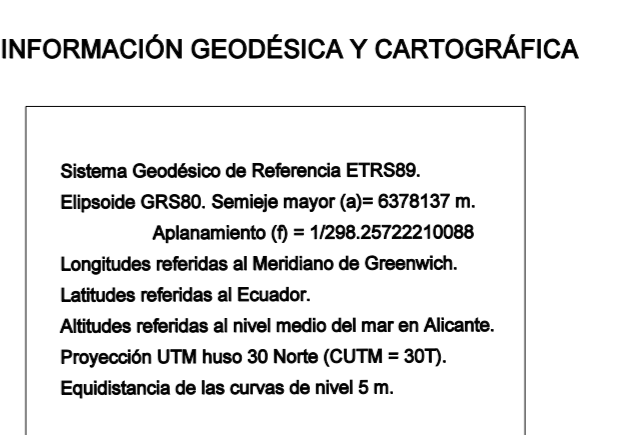 INFORMACIÓN GEODÉSICA Y CARTOGRÁFICA
Sistema Geodésico de Referencia ETRS89.
Elipsoide GRS80. Semieje mayor (a)= 6378137 m.
Aplanamiento (f) = 1/298.25722210088
Longitudes referidas al Meridiano de Greenwich.
Latitudes referidas al Ecuador.
Altitudes referidas al nivel medio del mar en Alicante.
Proyección UTM huso 30 Norte (CUTM = 30T).
Equidistancia de las curvas de nivel 5 m.